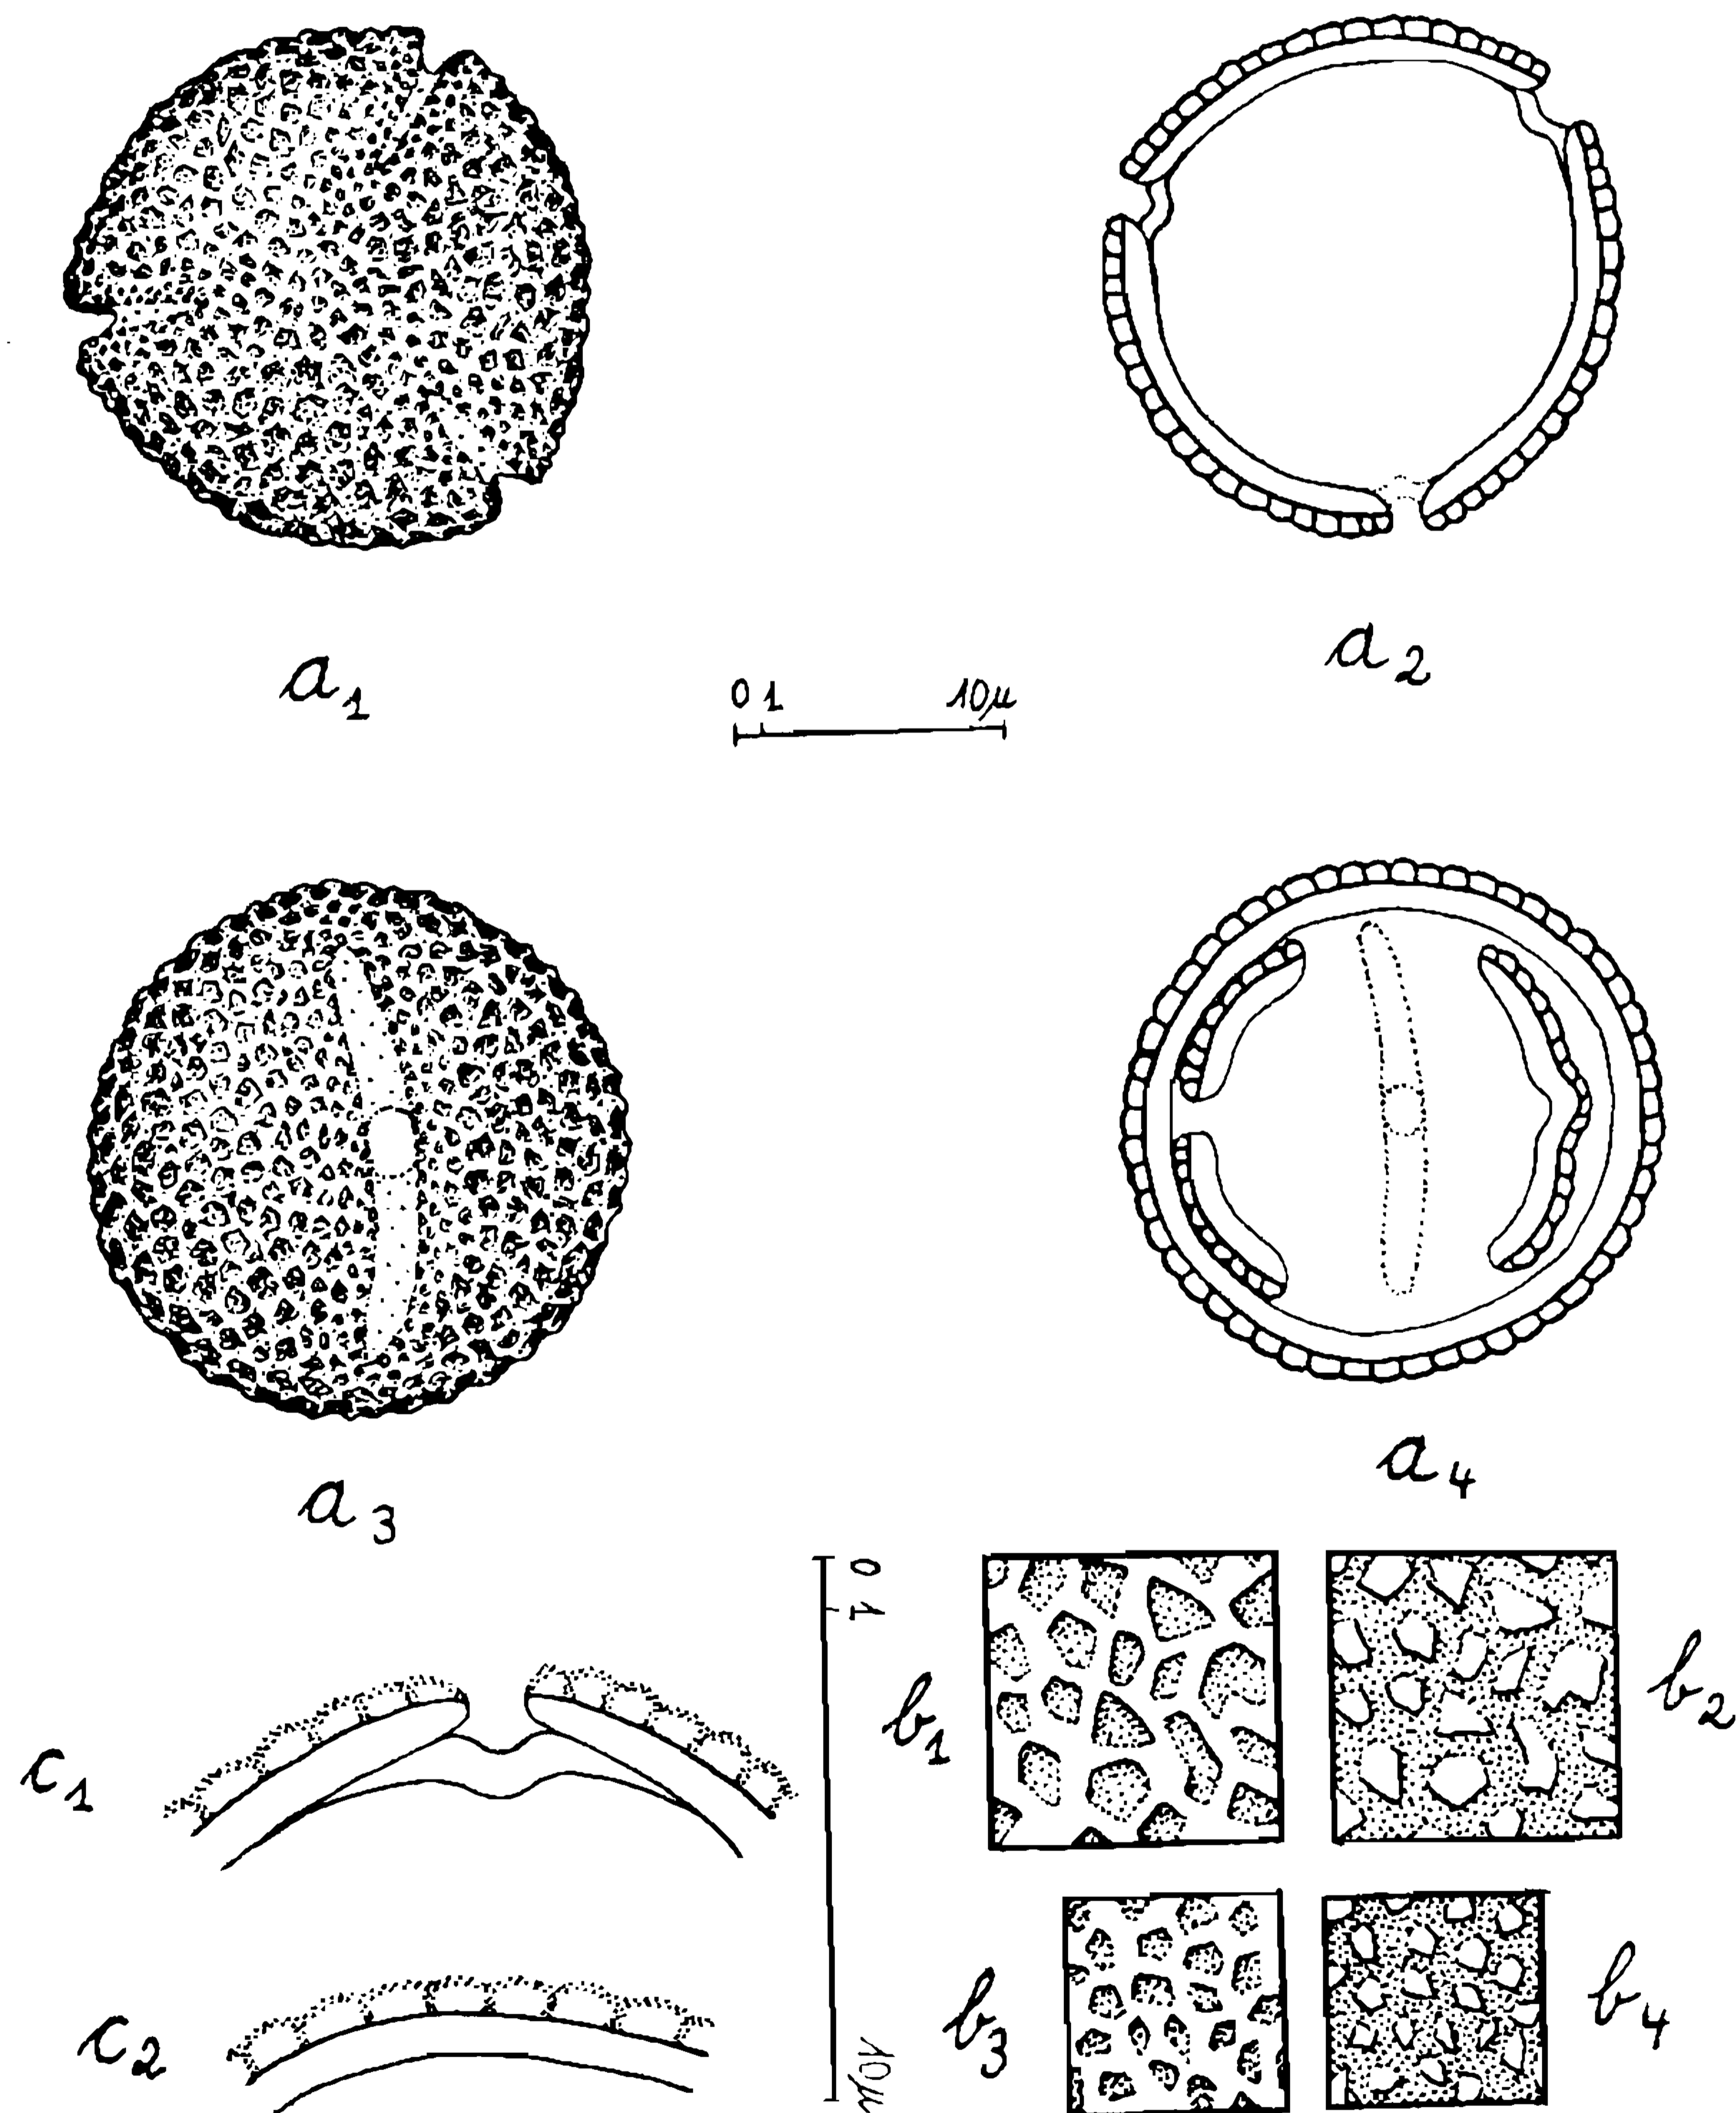 a₁
a₂
0 1 10µ
a₃
a₄
0 1 10µ
b₁
b₂
c₁
b₃
b₄
c₂